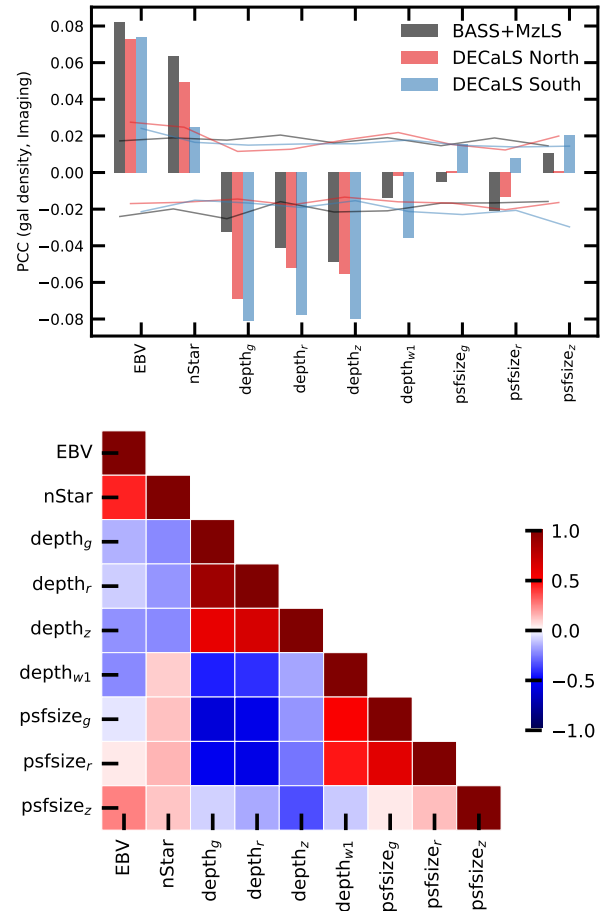 BASS+MzLS
DECaLS North
DECaLS South
PCC (gal density, Imaging)
0.08
0.06
0.04
0.02
0.00
−0.02
−0.04
−0.06
−0.08
EBV
nStar
depth_g
depth_r
depth_z
depth_w1
psfsize_g
psfsize_r
psfsize_z
EBV
nStar
depth_g
depth_r
depth_z
depth_w1
psfsize_g
psfsize_r
psfsize_z
1.0
0.5
0.0
−0.5
−1.0
EBV
nStar
depth_g
depth_r
depth_z
depth_w1
psfsize_g
psfsize_r
psfsize_z